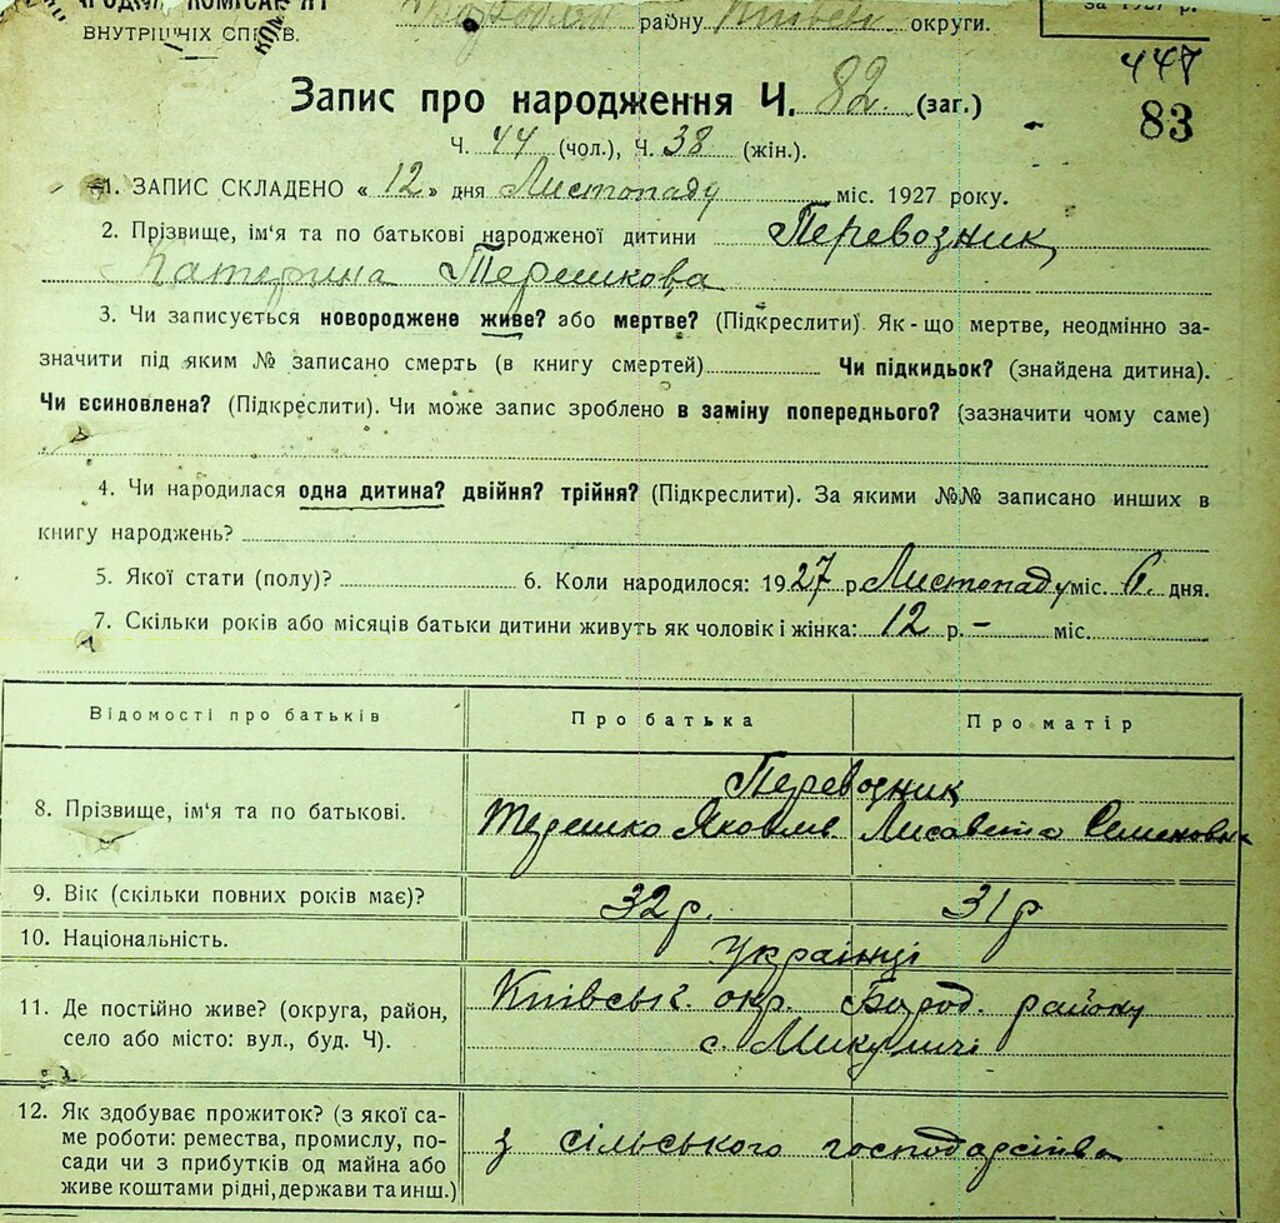 НАРОДНІЙ КОМІСАРІЯТ
ВНУТРІШНІХ СПРАВ.
району Київськ. округи.
за 1927 р.
447
83
Запис про народження Ч. 82. (заг.)
Ч. 44 (чол.), Ч. 38 (жін.).
1. ЗАПИС СКЛАДЕНО « 12 » дня Листопаду міс. 1927 року.
2. Прізвище, ім'я та по батькові народженої дитини Перевозник
Катерина Терешкова
3. Чи записується новороджене живе? або мертве? (Підкреслити). Як-що мертве, неодмінно за-
значити під яким № записано смерть (в книгу смертей) Чи підкидьок? (знайдена дитина).
Чи всиновлена? (Підкреслити). Чи може запис зроблено в заміну попереднього? (зазначити чому саме)
4. Чи народилася одна дитина? двійня? трійня? (Підкреслити). За якими №№ записано инших в
книгу народжень?
5. Якої стати (полу)? 6. Коли народилося: 1927 р. Листопаду міс. 6. дня.
7. Скільки років або місяців батьки дитини живуть як чоловік і жінка: 12 р. – міс.
Відомості про батьків Про батька Про матір
Перевозник
8. Прізвище, ім'я та по батькові. Терешко Яковлев. Лисавета Семеновна
9. Вік (скільки повних років має)? 32 р. 31 р
10. Національність. Українці
11. Де постійно живе? (округа, район, Київськ. окр. Бород. району
село або місто: вул., буд. Ч). с. Микуличі
12. Як здобуває прожиток? (з якої са-
ме роботи: ремества, промислу, по- з сільського господарства
сади чи з прибутків од майна або
живе коштами рідні, держави та инш.)